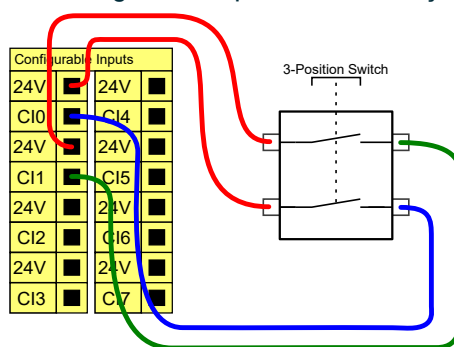 Configurable Inputs
24V 24V
CI0 CI4
24V 24V
CI1 CI5
24V 24V
CI2 CI6
24V 24V
CI3 CI7
3-Position Switch